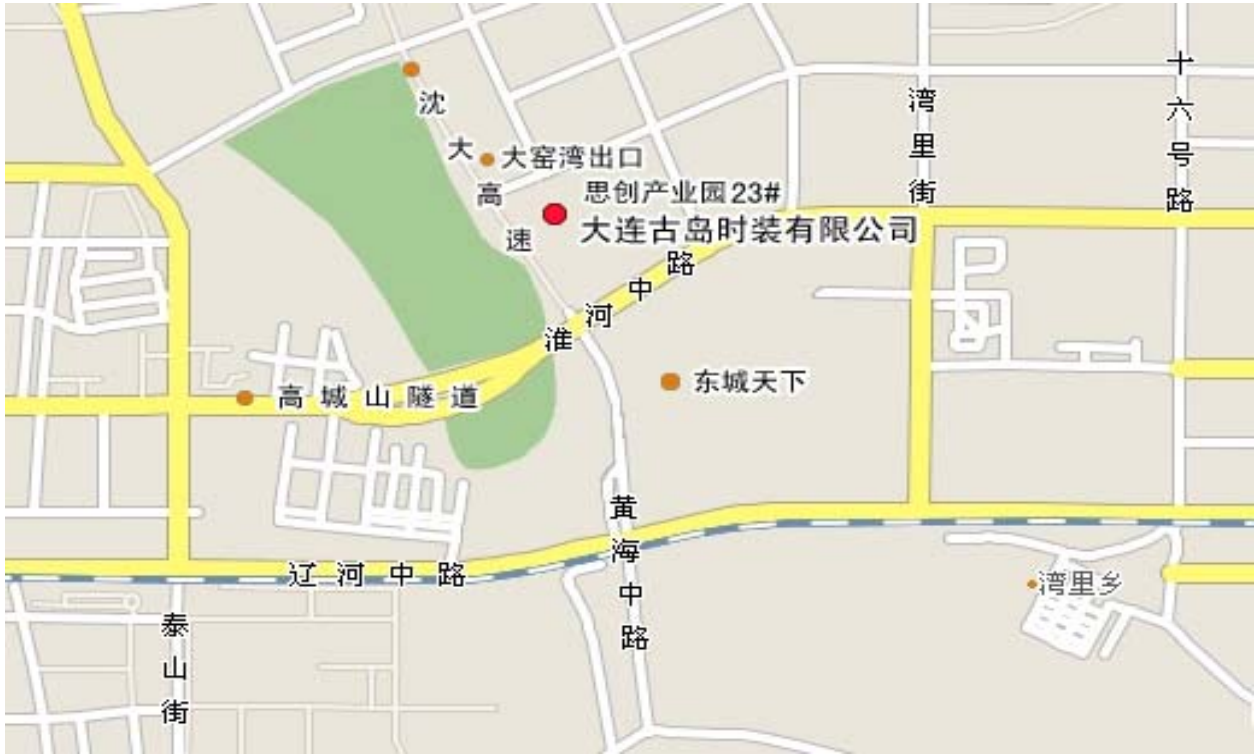 沈大高速
大窑湾出口
思创产业园23#
大连古岛时装有限公司
湾里街
十六号路
淮河中路
高城山隧道
东城天下
黄海中路
辽河中路
湾里乡
泰山街